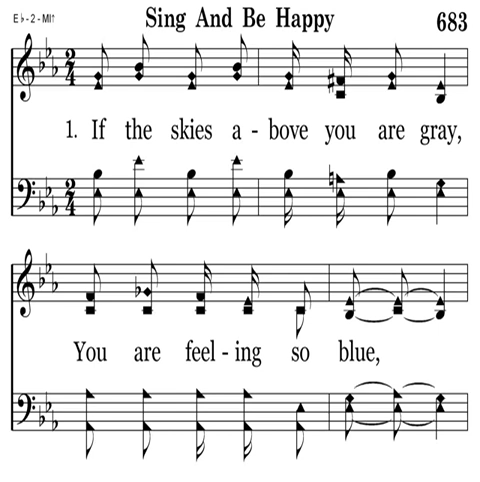 E♭-2-MI
Sing And Be Happy
683
1. If the skies a - bove you are gray,
You are feel - ing so blue,